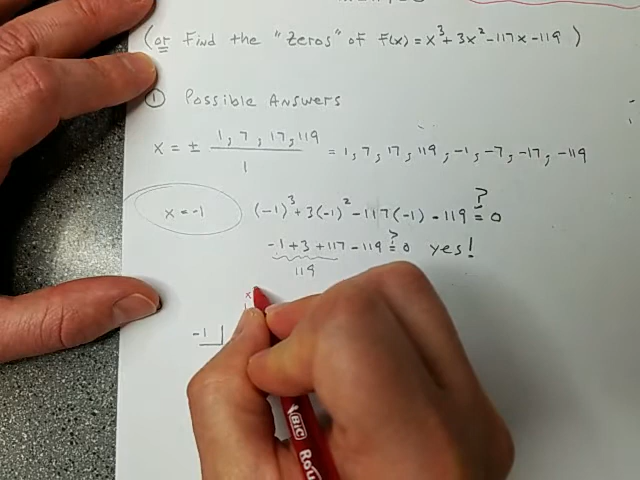 (or Find the "Zeros" of F(x) = x³ + 3x² - 117x - 119 )
① Possible Answers
x = ± 1, 7, 17, 119 / 1 = 1, 7, 17, 119, -1, -7, -17, -119
x = -1 (-1)³ + 3(-1)² - 117(-1) - 119 ?= 0
-1 + 3 + 117 - 119 ?= 0 yes!
119
x
-1
BIC Rou